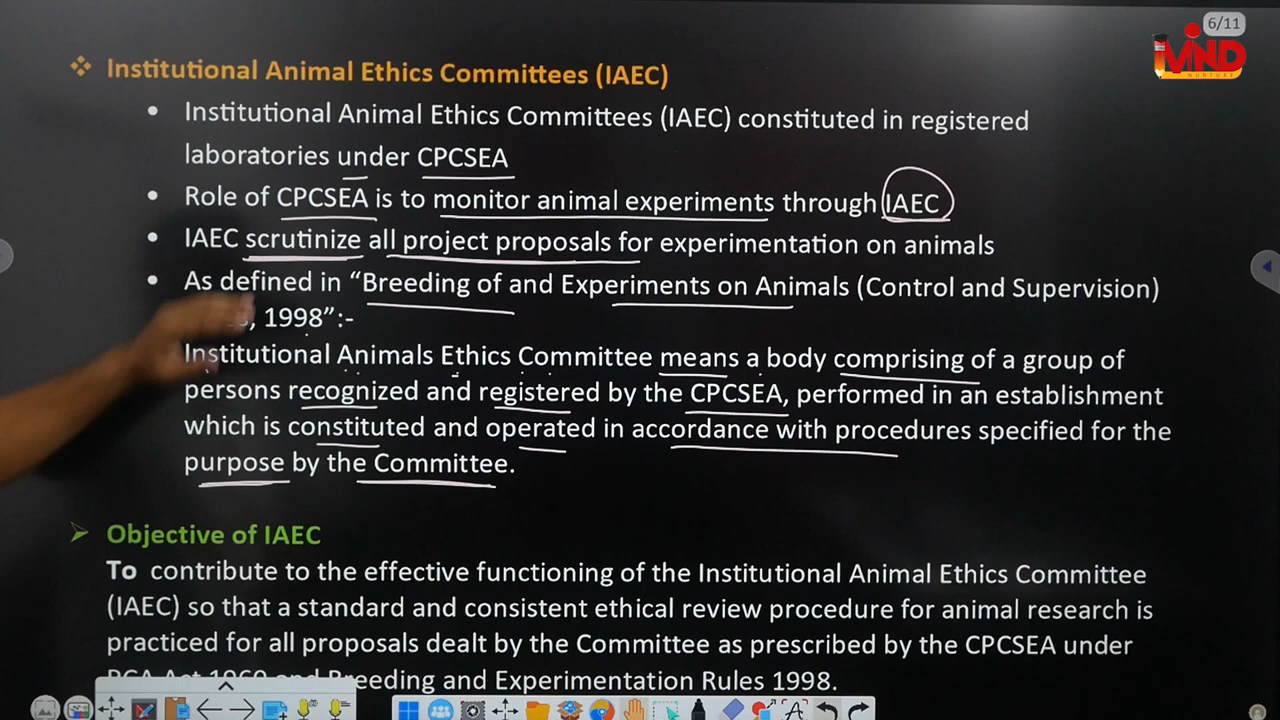 6/11
MIND
NURTURE
Institutional Animal Ethics Committees (IAEC)
Institutional Animal Ethics Committees (IAEC) constituted in registered
laboratories under CPCSEA
Role of CPCSEA is to monitor animal experiments through IAEC
IAEC scrutinize all project proposals for experimentation on animals
As defined in “Breeding of and Experiments on Animals (Control and Supervision)
1998”:-
Institutional Animals Ethics Committee means a body comprising of a group of
persons recognized and registered by the CPCSEA, performed in an establishment
which is constituted and operated in accordance with procedures specified for the
purpose by the Committee.
Objective of IAEC
To contribute to the effective functioning of the Institutional Animal Ethics Committee
(IAEC) so that a standard and consistent ethical review procedure for animal research is
practiced for all proposals dealt by the Committee as prescribed by the CPCSEA under
PCA Act 1960 and Breeding and Experimentation Rules 1998.